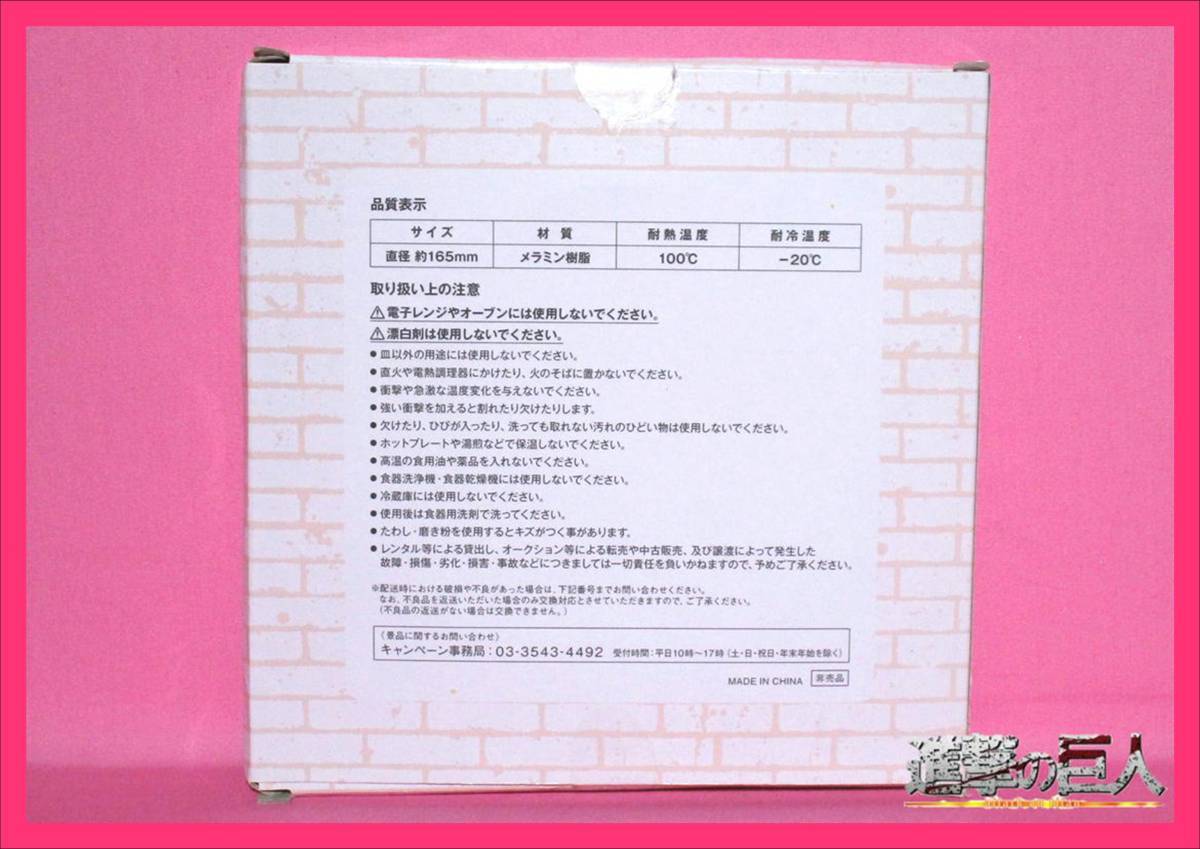 品質表示
サイズ 材質 耐熱温度 耐冷温度
直径 約165mm メラミン樹脂 100℃ −20℃
取り扱い上の注意
⚠電子レンジやオーブンには使用しないでください。
⚠漂白剤は使用しないでください。
●皿以外の用途には使用しないでください。
●直火や電熱調理器にかけたり、火のそばに置かないでください。
●衝撃や急激な温度変化を与えないでください。
●強い衝撃を加えると割れたり欠けたりします。
●欠けたり、ひびが入ったり、洗っても取れない汚れのひどい物は使用しないでください。
●ホットプレートや湯煎などで保温しないでください。
●高温の食用油や薬品を入れないでください。
●食器洗浄機・食器乾燥機には使用しないでください。
●冷蔵庫には使用しないでください。
●使用後は食器用洗剤で洗ってください。
●たわし・磨き粉を使用するとキズがつく事があります。
●レンタル等による貸出し、オークション等による転売や中古販売、及び譲渡によって発生した
故障・損傷・劣化・損害・事故などにつきましては一切責任を負いかねますので、予めご了承ください。
※配送時における破損や不良があった場合は、下記番号までお問い合わせください。
なお、不良品を返送いただいた場合のみ交換対応とさせていただきますので、ご了承ください。
（不良品の返送がない場合は交換できません。）
〈景品に関するお問い合わせ〉
キャンペーン事務局：03-3543-4492 受付時間：平日10時〜17時（土・日・祝日・年末年始を除く）
MADE IN CHINA 非売品
進撃の巨人